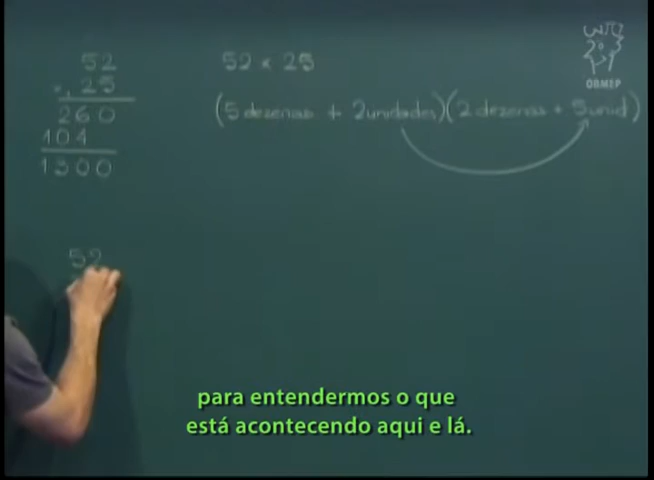 52
× 25
260
104
1300
52 × 25
(5 dezenas + 2 unidades)(2 dezenas + 5 unid)
52
OBMEP
para entendermos o que
está acontecendo aqui e lá.